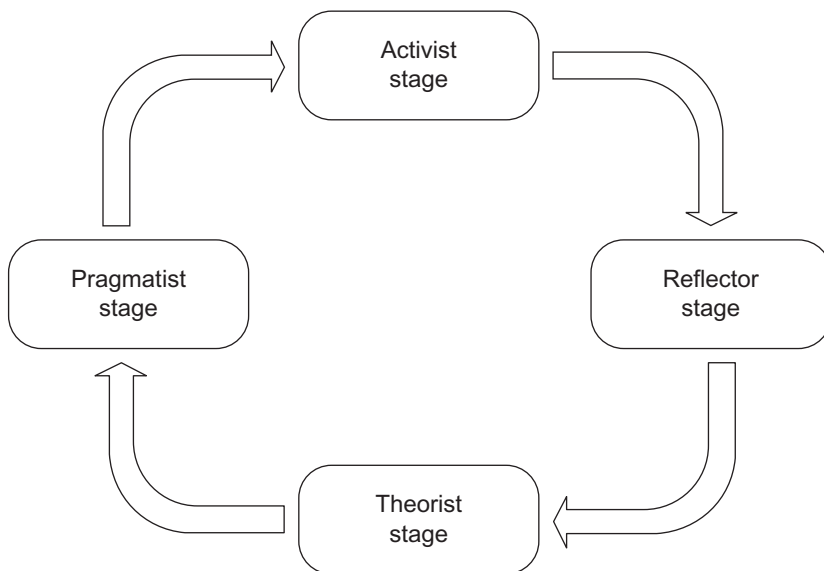 Activist
stage
Pragmatist
stage
Reflector
stage
Theorist
stage